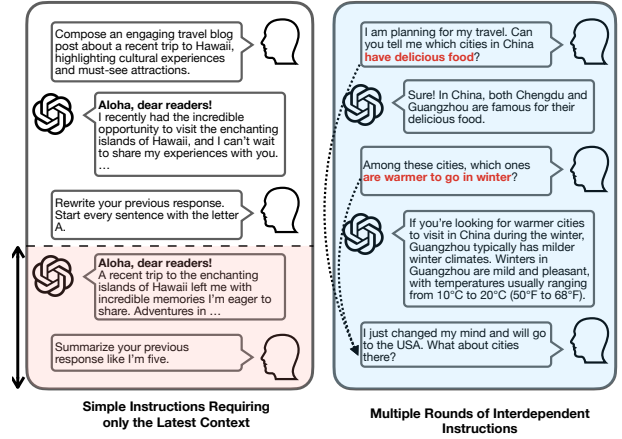 Compose an engaging travel blog
post about a recent trip to Hawaii,
highlighting cultural experiences
and must-see attractions.
Aloha, dear readers!
I recently had the incredible
opportunity to visit the enchanting
islands of Hawaii, and I can't wait
to share my experiences with you.
…
Rewrite your previous response.
Start every sentence with the letter
A.
Aloha, dear readers!
A recent trip to the enchanting
islands of Hawaii left me with
incredible memories I'm eager to
share. Adventures in …
Summarize your previous
response like I'm five.
Simple Instructions Requiring
only the Latest Context
I am planning for my travel. Can
you tell me which cities in China
have delicious food?
Sure! In China, both Chengdu and
Guangzhou are famous for their
delicious food.
Among these cities, which ones
are warmer to go in winter?
If you're looking for warmer cities
to visit in China during the winter,
Guangzhou typically has milder
winter climates. Winters in
Guangzhou are mild and pleasant,
with temperatures usually ranging
from 10°C to 20°C (50°F to 68°F).
I just changed my mind and will go
to the USA. What about cities
there?
Multiple Rounds of Interdependent
Instructions